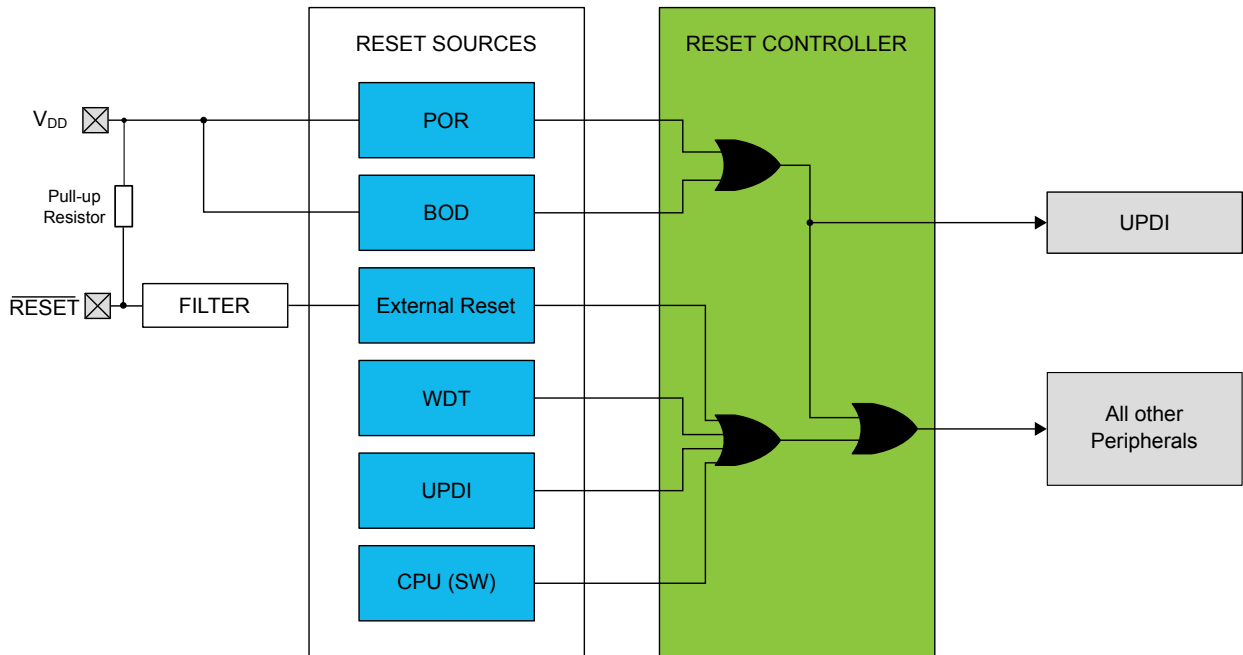 RESET SOURCES
RESET CONTROLLER
VDD
POR
Pull-up
Resistor
BOD
UPDI
RESET
FILTER
External Reset
WDT
All other
Peripherals
UPDI
CPU (SW)